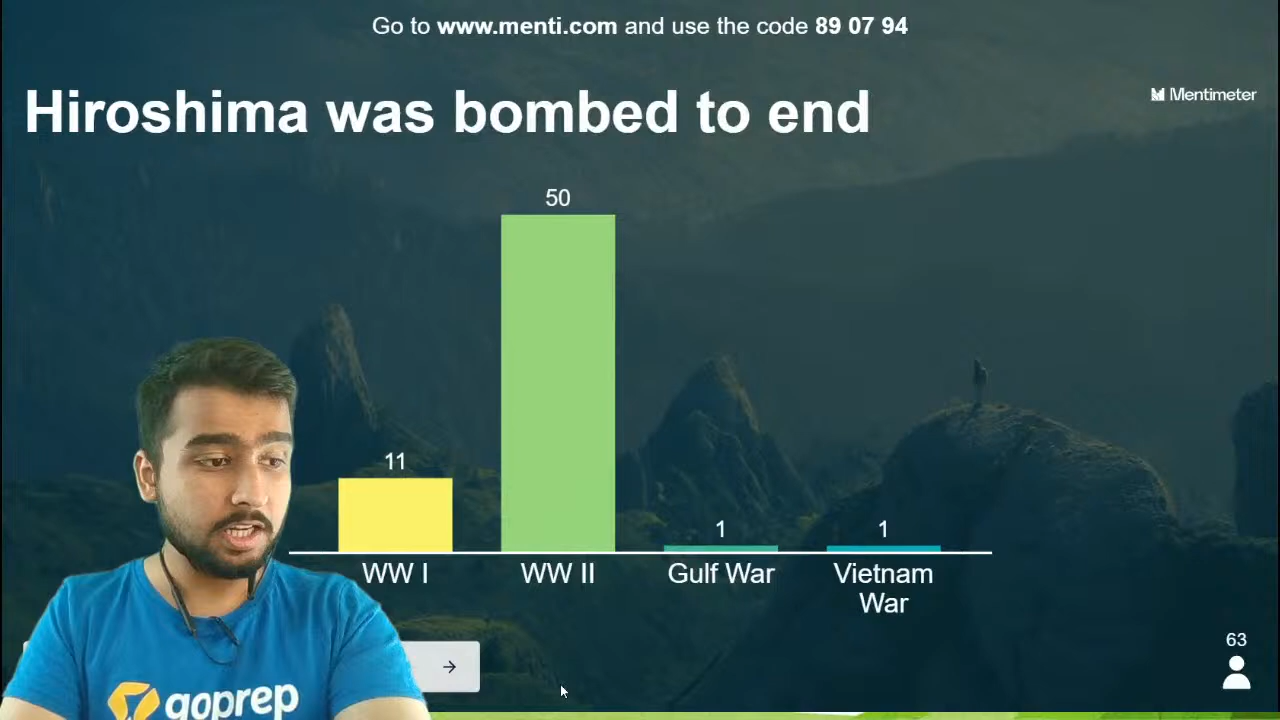 Go to www.menti.com and use the code 89 07 94
Hiroshima was bombed to end
Mentimeter
50
11
1
1
WW I
WW II
Gulf War
Vietnam
War
63
goprep